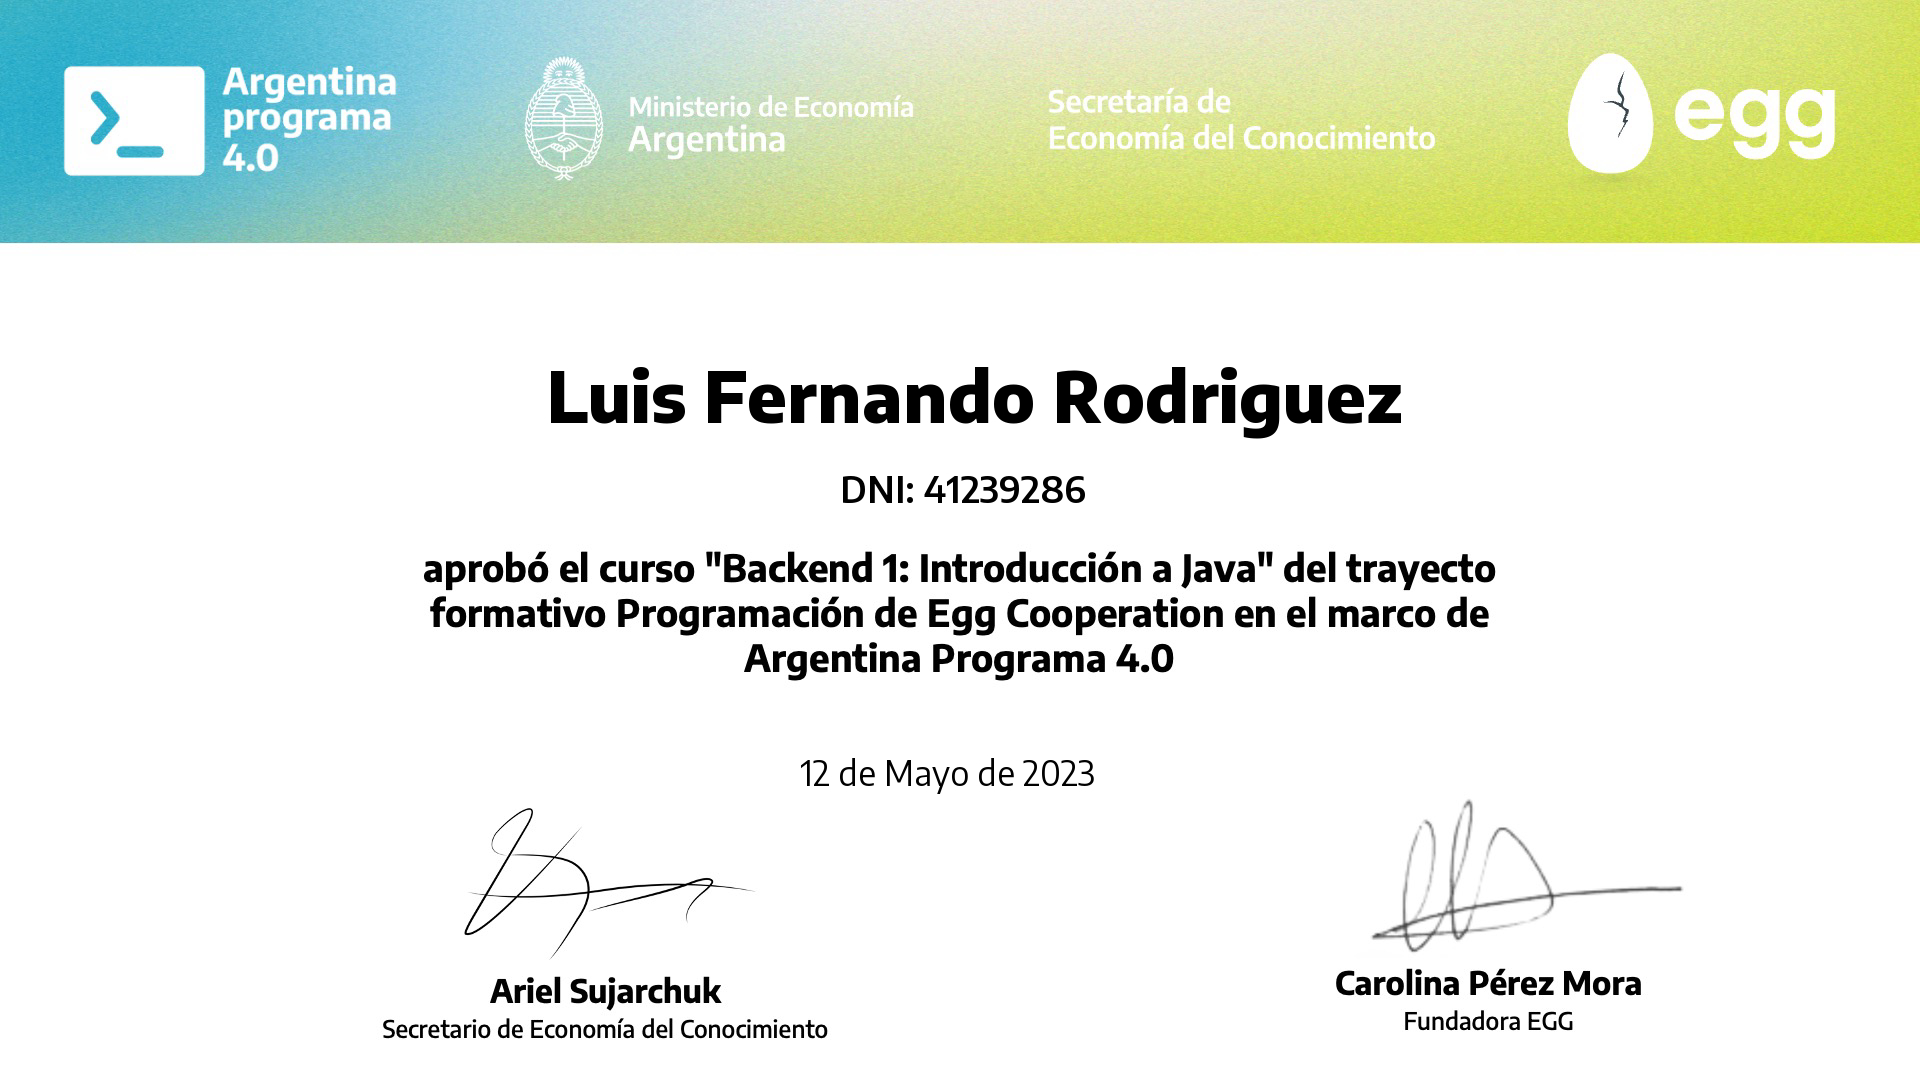 Argentina
programa
4.0
Ministerio de Economía
Argentina
Secretaría de
Economía del Conocimiento
egg
Luis Fernando Rodriguez
DNI: 41239286
aprobó el curso "Backend 1: Introducción a Java" del trayecto
formativo Programación de Egg Cooperation en el marco de
Argentina Programa 4.0
12 de Mayo de 2023
Ariel Sujarchuk
Secretario de Economía del Conocimiento
Carolina Pérez Mora
Fundadora EGG